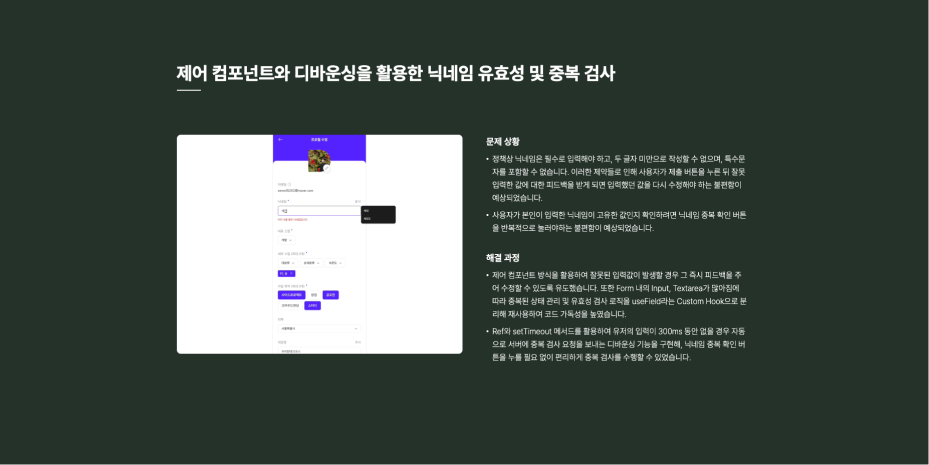 제어 컴포넌트와 디바운싱을 활용한 닉네임 유효성 및 중복 검사
프로필 수정
문제 상황
• 정책상 닉네임은 필수로 입력해야 하고, 두 글자 미만으로 작성할 수 없으며, 특수문
자를 포함할 수 없습니다. 이러한 제약들로 인해 사용자가 제출 버튼을 누른 뒤 잘못
입력한 값에 대한 피드백을 받게 되면 입력했던 값을 다시 수정해야 하는 불편함이
예상되었습니다.
• 사용자가 본인이 입력한 닉네임이 고유한 값인지 확인하려면 닉네임 중복 확인 버튼
을 반복적으로 눌러야하는 불편함이 예상되었습니다.
해결 과정
• 제어 컴포넌트 방식을 활용하여 잘못된 입력값이 발생할 경우 그 즉시 피드백을 주
어 수정할 수 있도록 유도했습니다. 또한 Form 내의 Input, Textarea가 많아짐에
따라 중복된 상태 관리 및 유효성 검사 로직을 useField라는 Custom Hook으로 분
리해 재사용하여 코드 가독성을 높였습니다.
• Ref와 setTimeout 메서드를 활용하여 유저의 입력이 300ms 동안 없을 경우 자동
으로 서버에 중복 검사 요청을 보내는 디바운싱 기능을 구현해, 닉네임 중복 확인 버
튼을 누를 필요 없이 편리하게 중복 검사를 수행할 수 있었습니다.